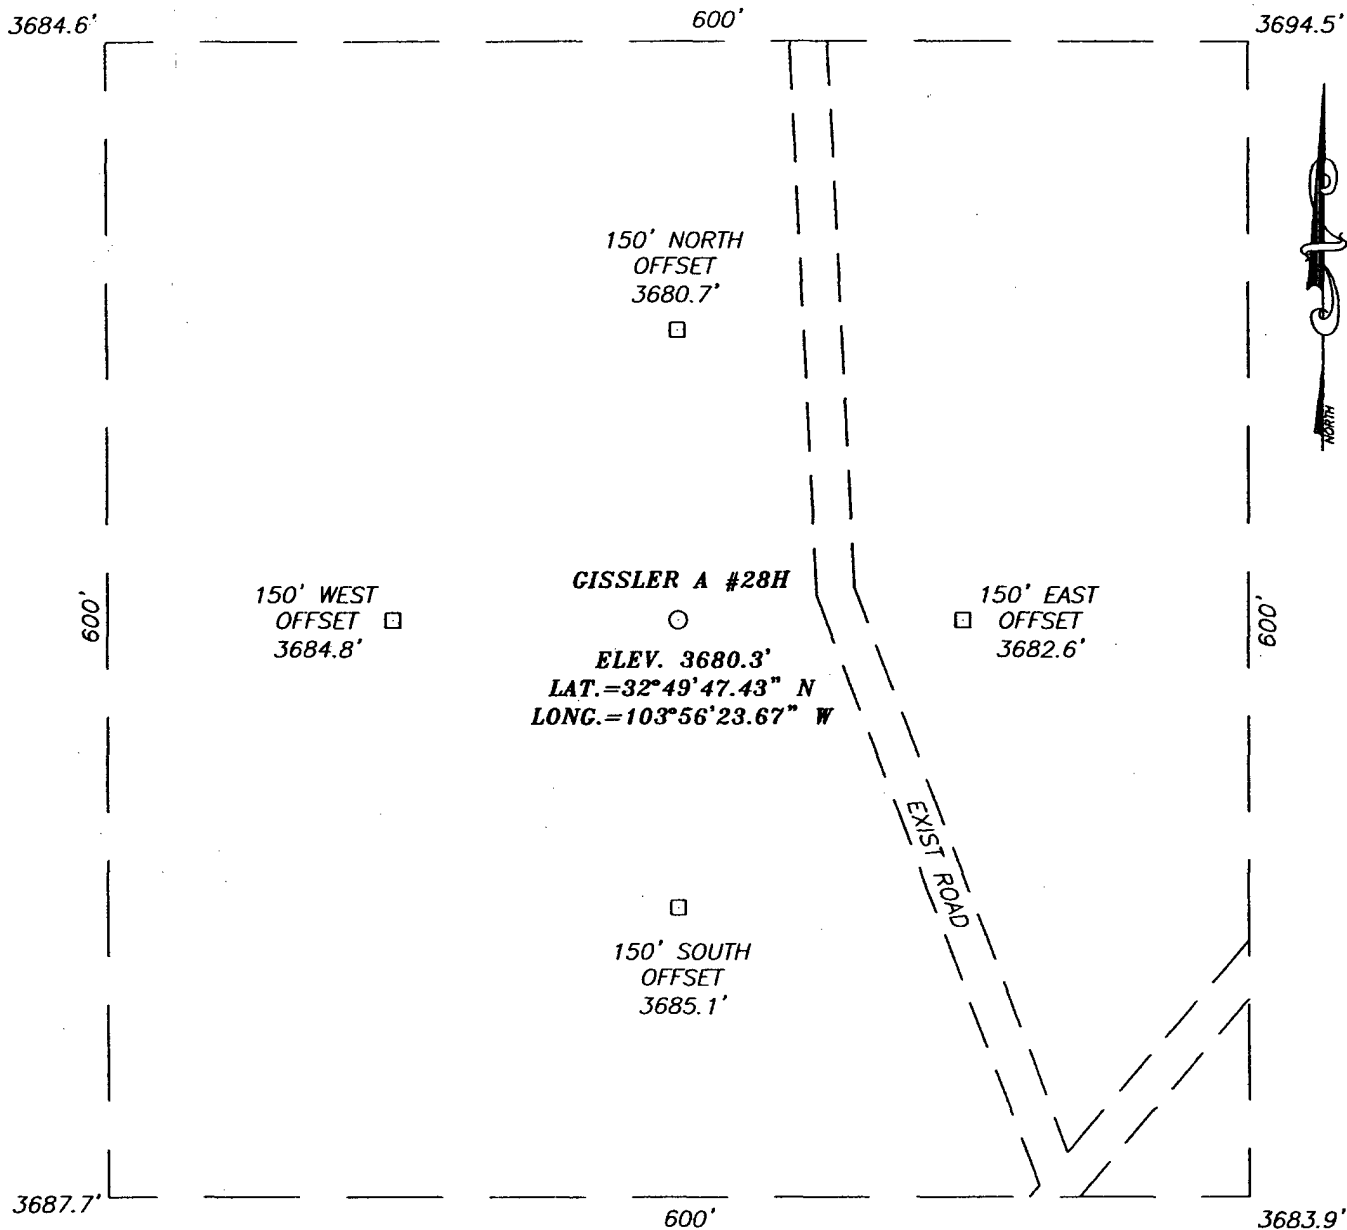 3684.6'
600'
3694.5'
NORTH
150' NORTH
OFFSET
3680.7'
600'
150' WEST
OFFSET
3684.8'
GISSLER A #28H
ELEV. 3680.3'
LAT.=32°49'47.43" N
LONG.=103°56'23.67" W
150' EAST
OFFSET
3682.6'
600'
EXIST ROAD
150' SOUTH
OFFSET
3685.1'
3687.7'
600'
3683.9'